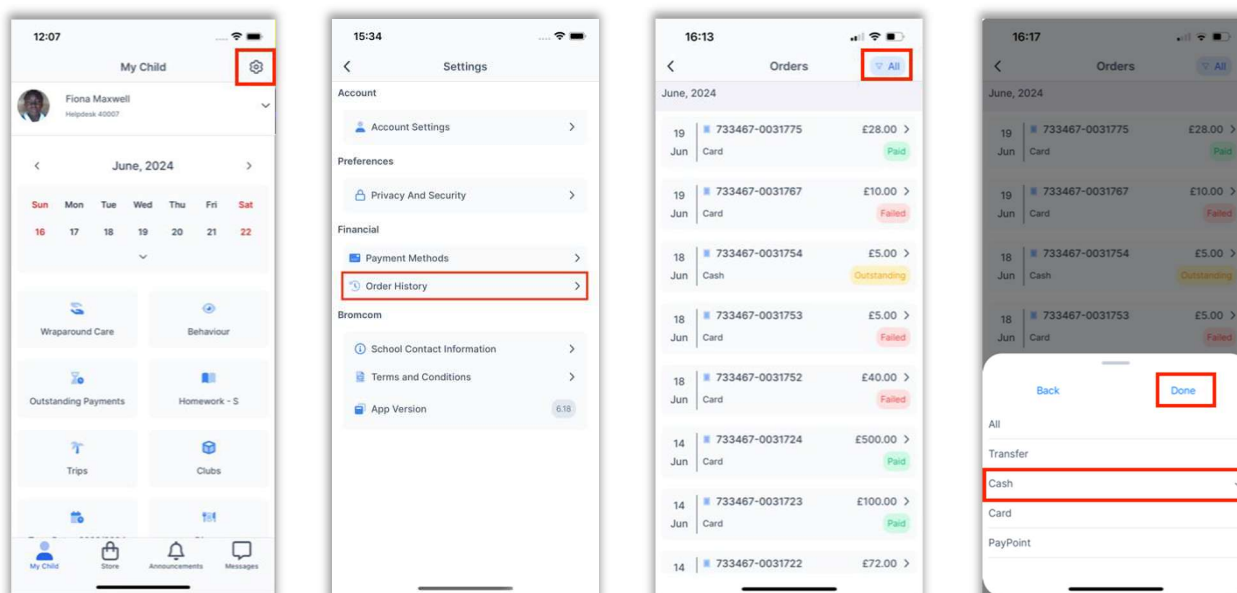 12:07
My Child
Fiona Maxwell
Helpdesk 40007
June, 2024
Sun Mon Tue Wed Thu Fri Sat
16 17 18 19 20 21 22
Wraparound Care Behaviour
Outstanding Payments Homework - S
Trips Clubs
My Child Store Announcements Messages
15:34
Settings
Account
Account Settings
Preferences
Privacy And Security
Financial
Payment Methods
Order History
Bromcom
School Contact Information
Terms and Conditions
App Version 6.18
16:13
Orders All
June, 2024
19 733467-0031775 £28.00
Jun Card Paid
19 733467-0031767 £10.00
Jun Card Failed
18 733467-0031754 £5.00
Jun Cash Outstanding
18 733467-0031753 £5.00
Jun Card Failed
18 733467-0031752 £40.00
Jun Card Failed
14 733467-0031724 £500.00
Jun Card Paid
14 733467-0031723 £100.00
Jun Card Paid
14 733467-0031722 £72.00
16:17
Orders All
June, 2024
19 733467-0031775 £28.00
Jun Card Paid
19 733467-0031767 £10.00
Jun Card Failed
18 733467-0031754 £5.00
Jun Cash Outstanding
18 733467-0031753 £5.00
Jun Card Failed
Back Done
All
Transfer
Cash
Card
PayPoint